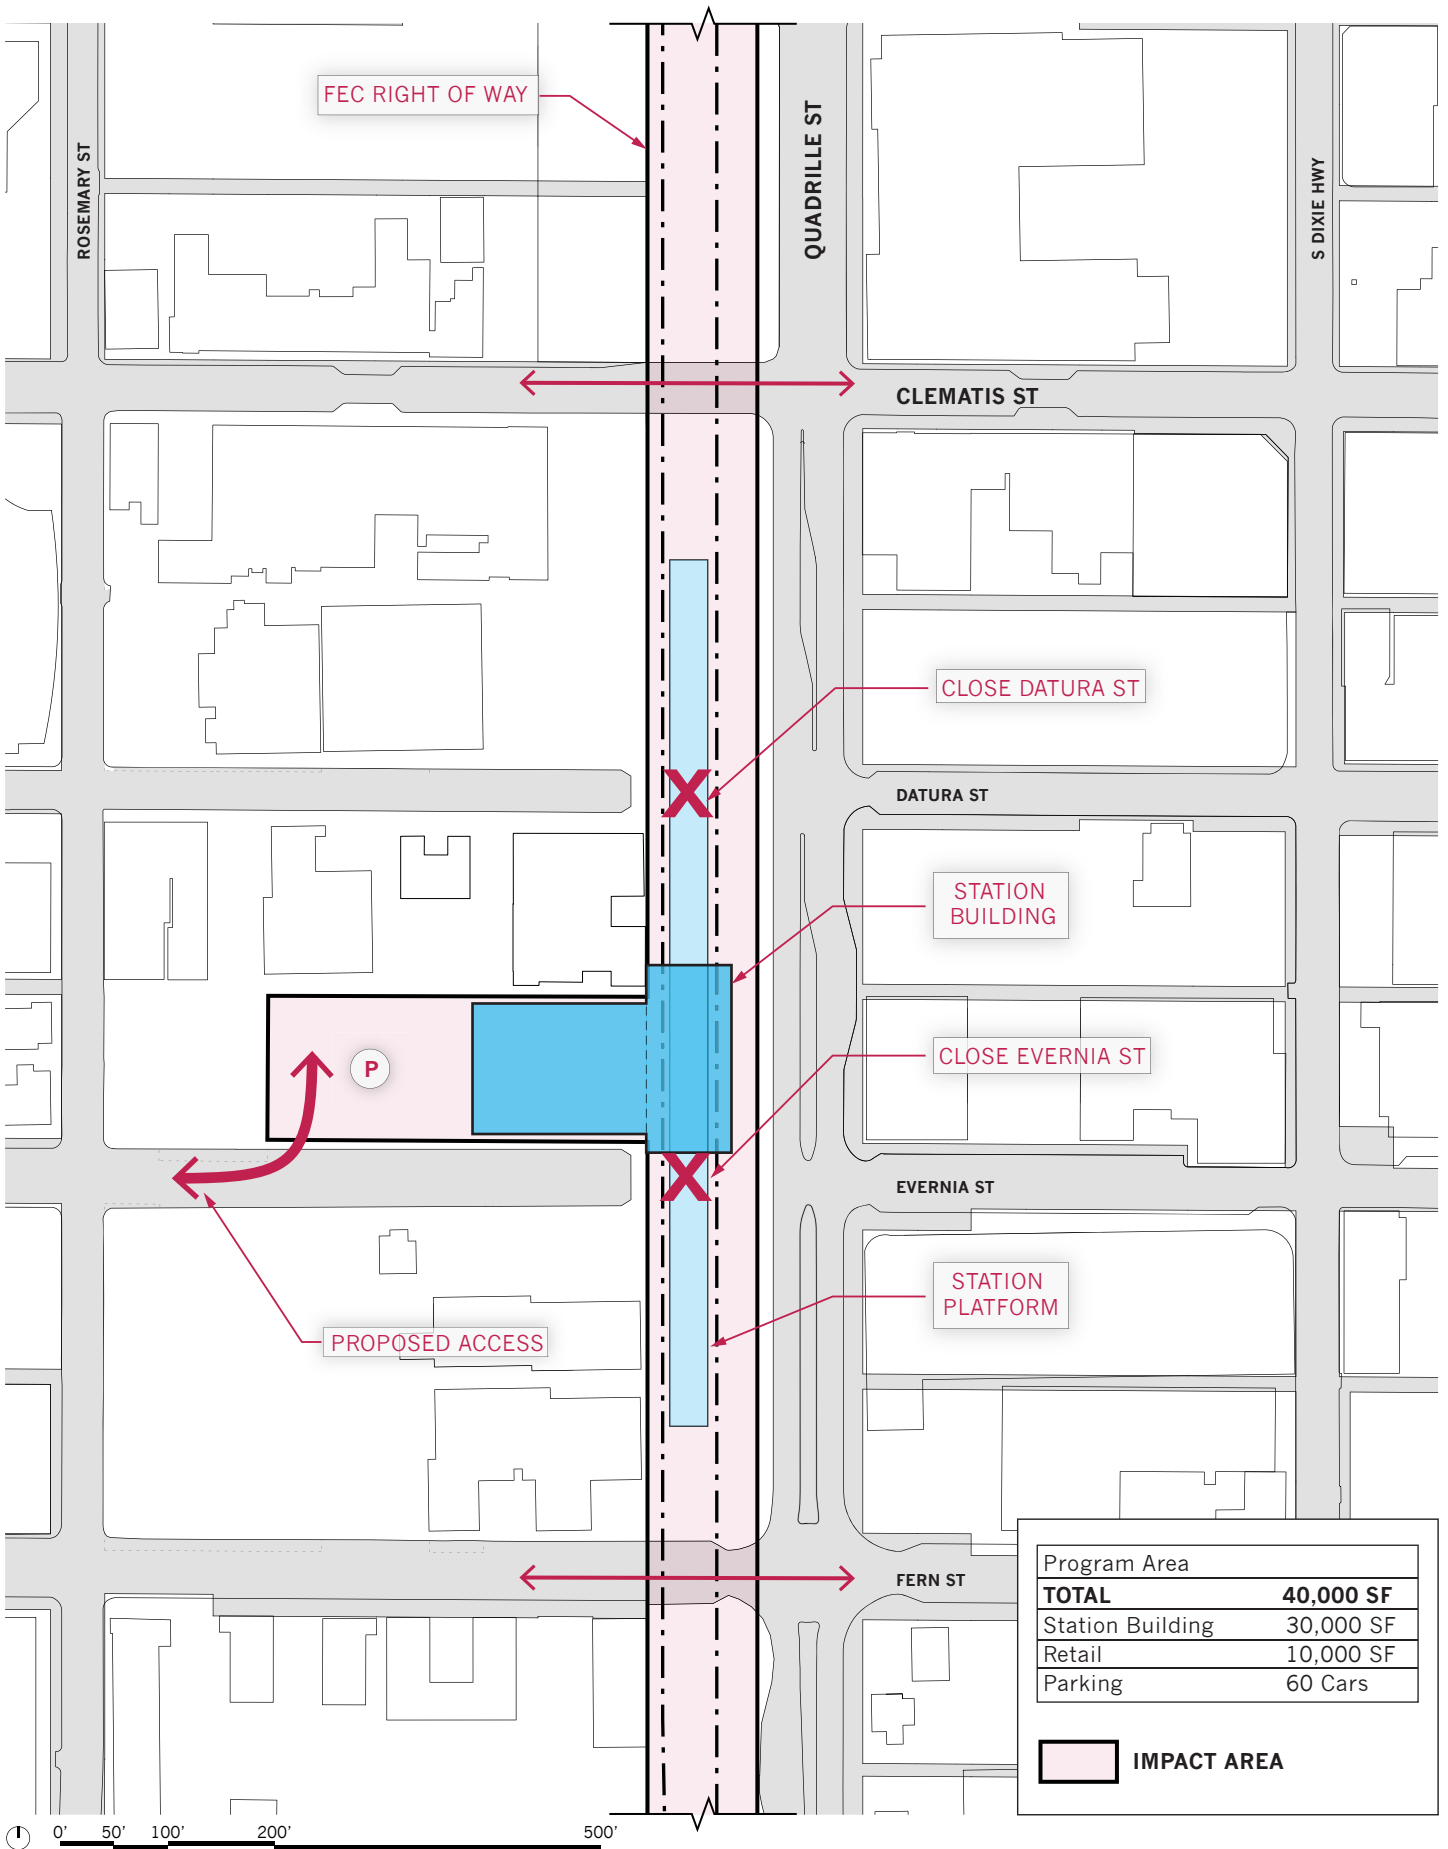 FEC RIGHT OF WAY
ROSEMARY ST
QUADRILLE ST
S DIXIE HWY
CLEMATIS ST
CLOSE DATURA ST
X
DATURA ST
STATION
BUILDING
CLOSE EVERNIA ST
P
X
EVERNIA ST
STATION
PLATFORM
PROPOSED ACCESS
FERN ST
Program Area
TOTAL 40,000 SF
Station Building 30,000 SF
Retail 10,000 SF
Parking 60 Cars
IMPACT AREA
0' 50' 100' 200' 500'